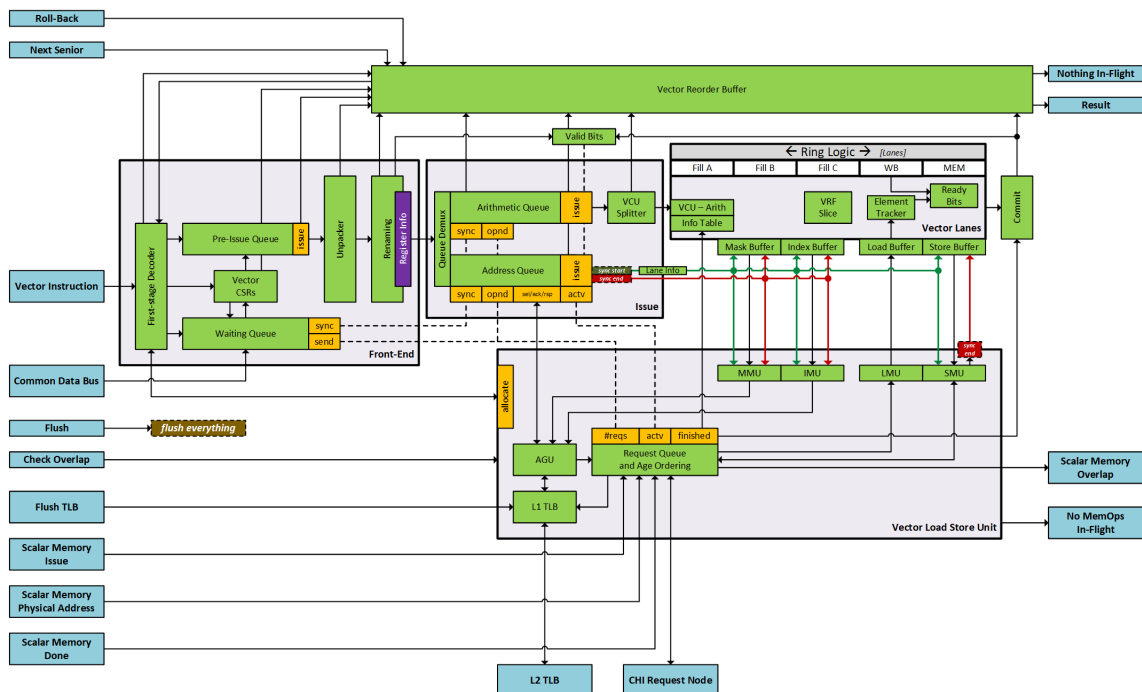 Roll-Back
Next Senior
Vector Reorder Buffer
Nothing In-Flight
Result
Valid Bits
← Ring Logic → [Lanes]
Fill A
Fill B
Fill C
WB
MEM
Vector Instruction
First-stage Decoder
Pre-Issue Queue
issue
Vector
CSRs
Waiting Queue
sync
send
Unpacker
Renaming
Register Info
Front-End
Queue Demux
Arithmetic Queue
issue
sync
opnd
Address Queue
issue
sync
opnd
sel/ack/rsp
actv
VCU
Splitter
sync start
sync end
Lane Info
Issue
VCU – Arith
Info Table
VRF
Slice
Element
Tracker
Ready
Bits
Vector Lanes
Mask Buffer
Index Buffer
Load Buffer
Store Buffer
Commit
sync
end
Common Data Bus
Flush
flush everything
Check Overlap
Flush TLB
Scalar Memory
Issue
Scalar Memory
Physical Address
Scalar Memory
Done
allocate
MMU
IMU
LMU
SMU
AGU
L1 TLB
#reqs
actv
finished
Request Queue
and Age Ordering
Vector Load Store Unit
Scalar Memory
Overlap
No MemOps
In-Flight
L2 TLB
CHI Request Node